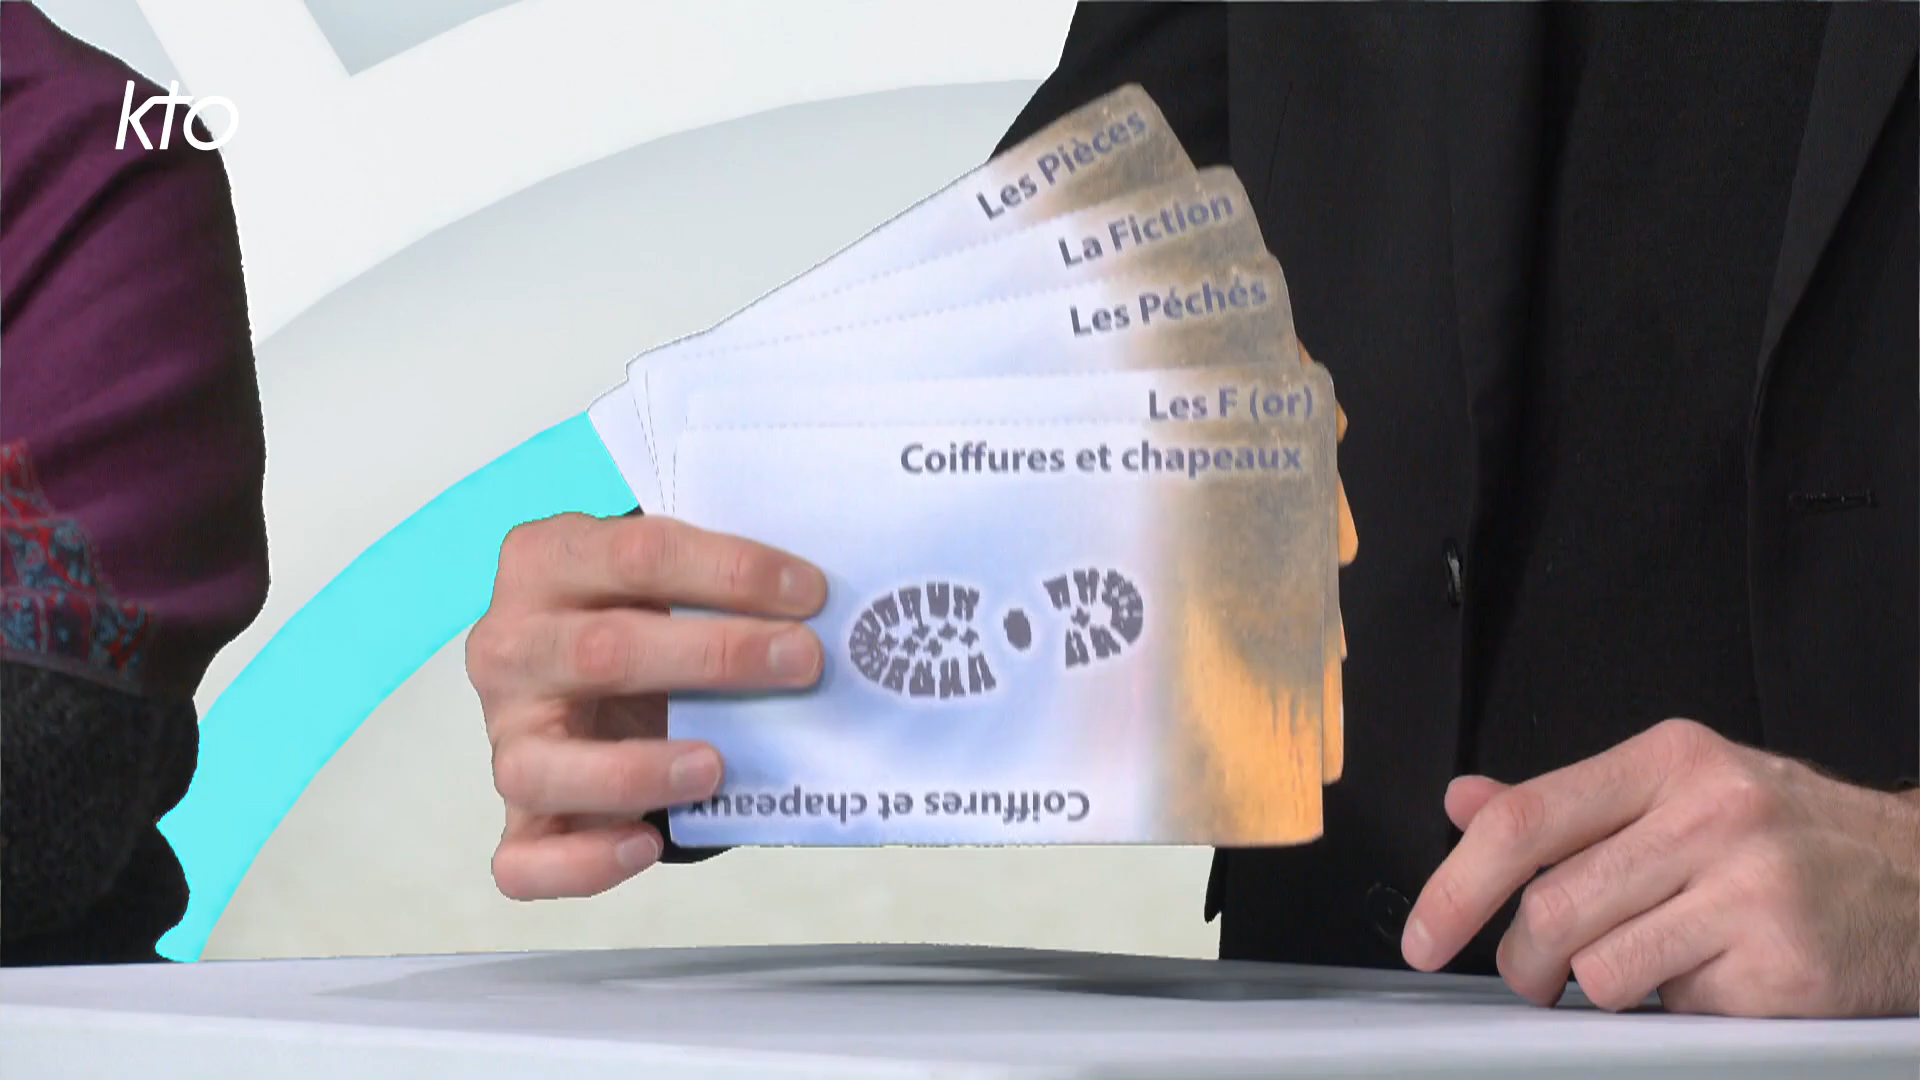 kto
Les Pièces
La Fiction
Les Péchés
Les F (or)
Coiffures et chapeaux
Coiffures et chapeaux